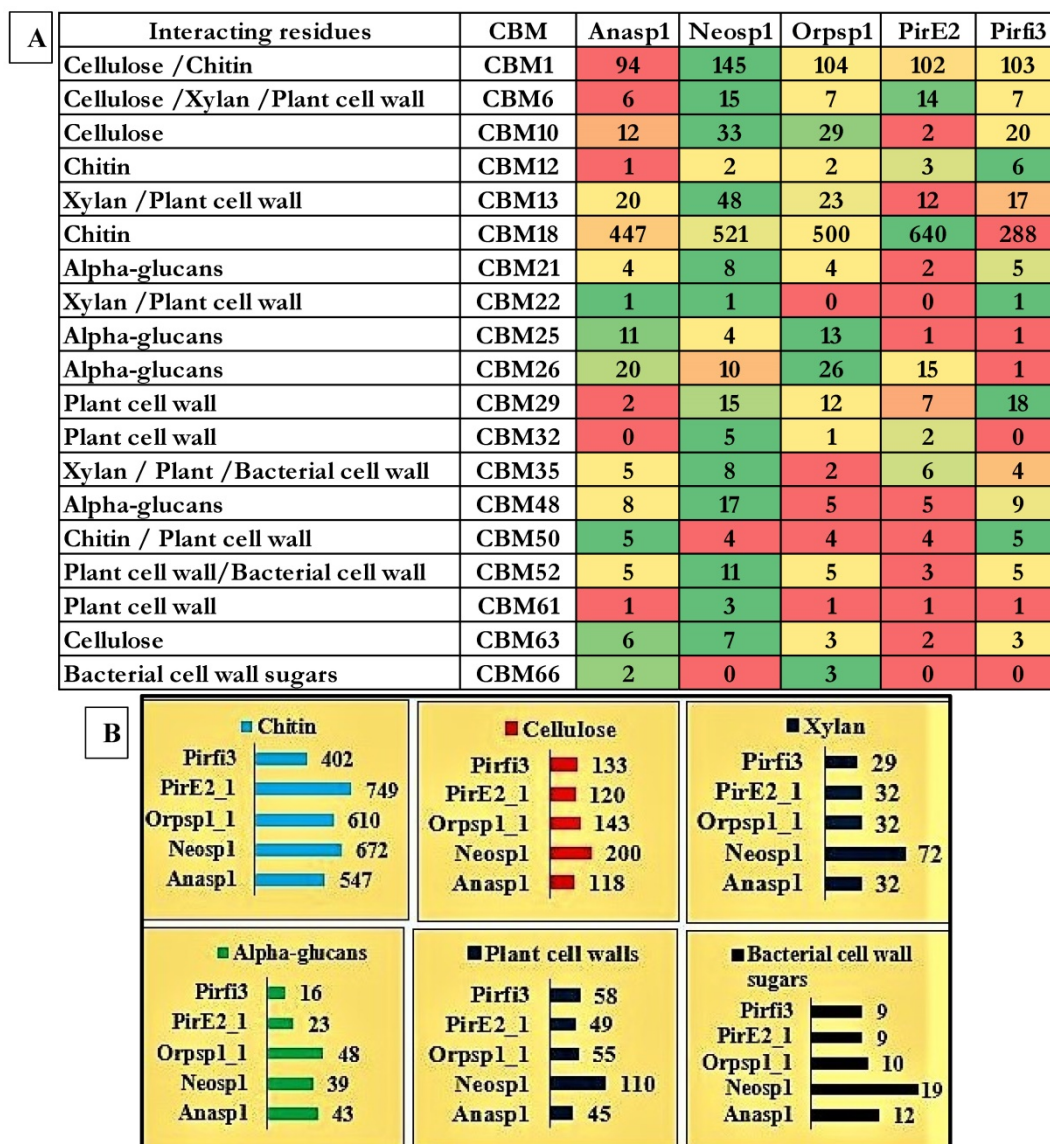 A
Interacting residues CBM Anasp1 Neosp1 Orpsp1 PirE2 Pirfi3
Cellulose /Chitin CBM1 94 145 104 102 103
Cellulose /Xylan /Plant cell wall CBM6 6 15 7 14 7
Cellulose CBM10 12 33 29 2 20
Chitin CBM12 1 2 2 3 6
Xylan /Plant cell wall CBM13 20 48 23 12 17
Chitin CBM18 447 521 500 640 288
Alpha-glucans CBM21 4 8 4 2 5
Xylan /Plant cell wall CBM22 1 1 0 0 1
Alpha-glucans CBM25 11 4 13 1 1
Alpha-glucans CBM26 20 10 26 15 1
Plant cell wall CBM29 2 15 12 7 18
Plant cell wall CBM32 0 5 1 2 0
Xylan / Plant /Bacterial cell wall CBM35 5 8 2 6 4
Alpha-glucans CBM48 8 17 5 5 9
Chitin / Plant cell wall CBM50 5 4 4 4 5
Plant cell wall/Bacterial cell wall CBM52 5 11 5 3 5
Plant cell wall CBM61 1 3 1 1 1
Cellulose CBM63 6 7 3 2 3
Bacterial cell wall sugars CBM66 2 0 3 0 0
B
Chitin
Pirfi3 402
PirE2_1 749
Orpsp1_1 610
Neosp1 672
Anasp1 547
Cellulose
Pirfi3 133
PirE2_1 120
Orpsp1_1 143
Neosp1 200
Anasp1 118
Xylan
Pirfi3 29
PirE2_1 32
Orpsp1_1 32
Neosp1 72
Anasp1 32
Alpha-glucans
Pirfi3 16
PirE2_1 23
Orpsp1_1 48
Neosp1 39
Anasp1 43
Plant cell walls
Pirfi3 58
PirE2_1 49
Orpsp1_1 55
Neosp1 110
Anasp1 45
Bacterial cell wall
sugars
Pirfi3 9
PirE2_1 9
Orpsp1_1 10
Neosp1 19
Anasp1 12